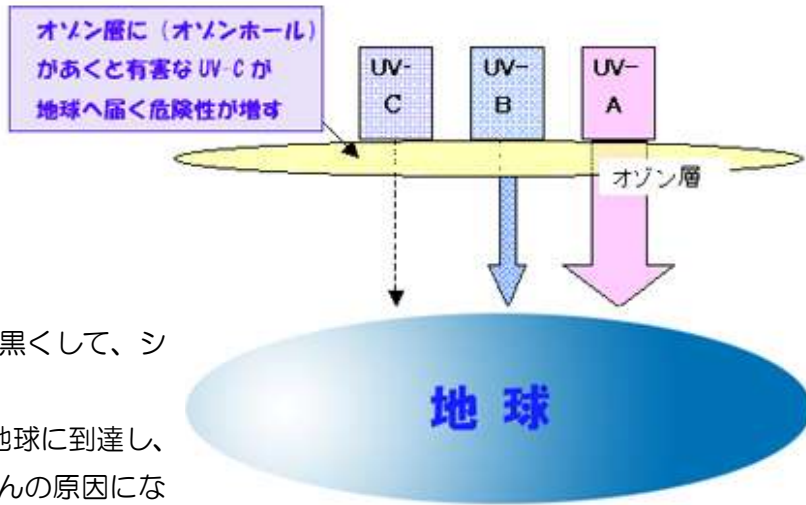 オゾン層に(オゾンホール)
があくと有害なUV-Cが
地球へ届く危険性が増す
UV-
C
UV-
B
UV-
A
オゾン層
黒くして、シ
地球に到達し、
んの原因にな
地球